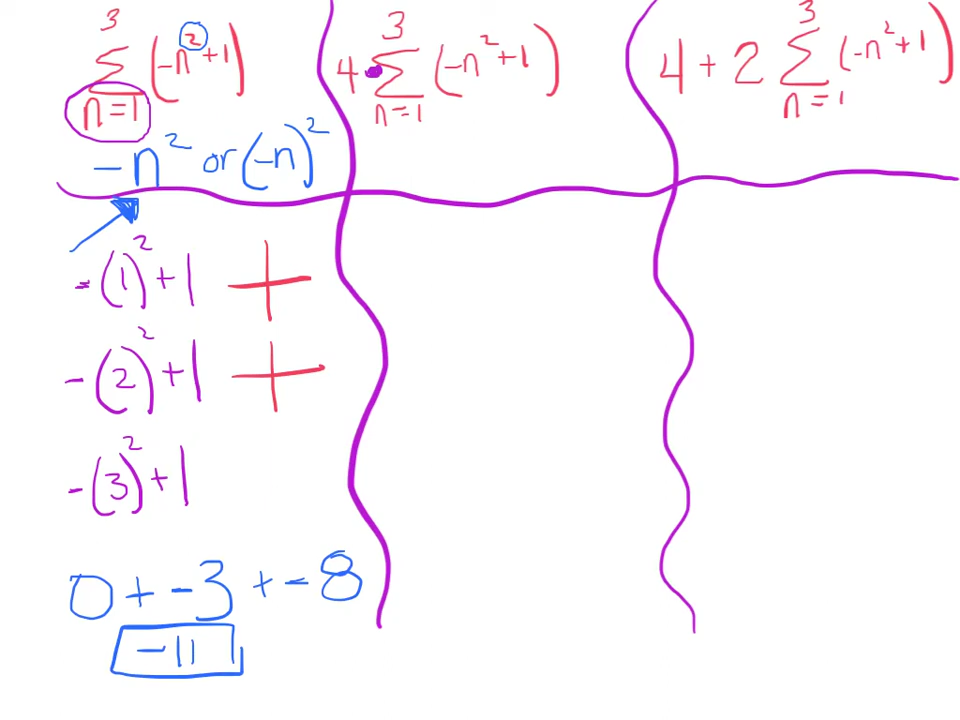 3
∑ (-n²+1)
n=1
-n² or (-n)²
-(1)²+1 +
-(2)²+1 +
-(3)²+1
0 + -3 + -8
-11
3
4 • ∑ (-n²+1)
n=1
3
4 + 2 ∑ (-n²+1)
n=1